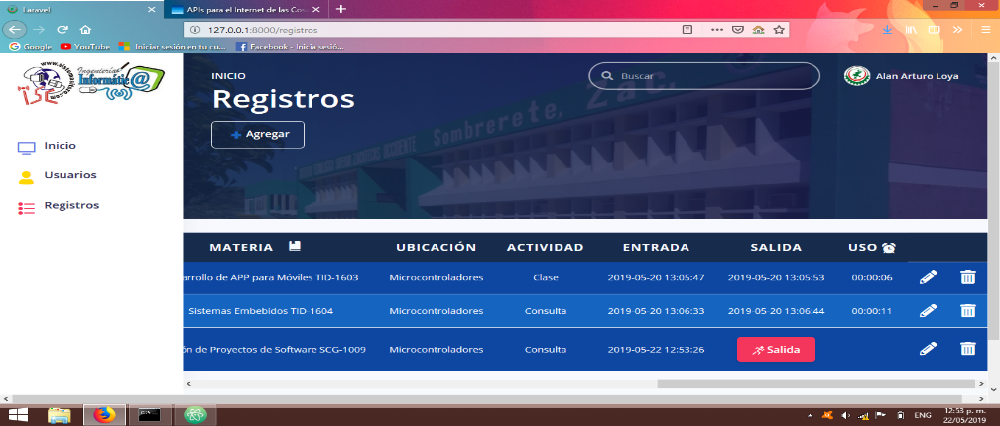 Laravel
APIs para el Internet de las Cosa
127.0.0.1:8000/registros
Google YouTube Iniciar sesión en tu cu... Facebook - Inicia sesió...
Ingeniería
Informátic@
ISC
INICIO
Registros
Buscar
Alan Arturo Loya
Agregar
Sombrerete, Zac.
Inicio
Usuarios
Registros
MATERIA UBICACIÓN ACTIVIDAD ENTRADA SALIDA USO
arrollo de APP para Móviles TID-1603 Microcontroladores Clase 2019-05-20 13:05:47 2019-05-20 13:05:53 00:00:06
Sistemas Embebidos TID-1604 Microcontroladores Consulta 2019-05-20 13:06:33 2019-05-20 13:06:44 00:00:11
ón de Proyectos de Software SCG-1009 Microcontroladores Consulta 2019-05-22 12:53:26 Salida
ENG
12:53 p. m.
22/05/2019